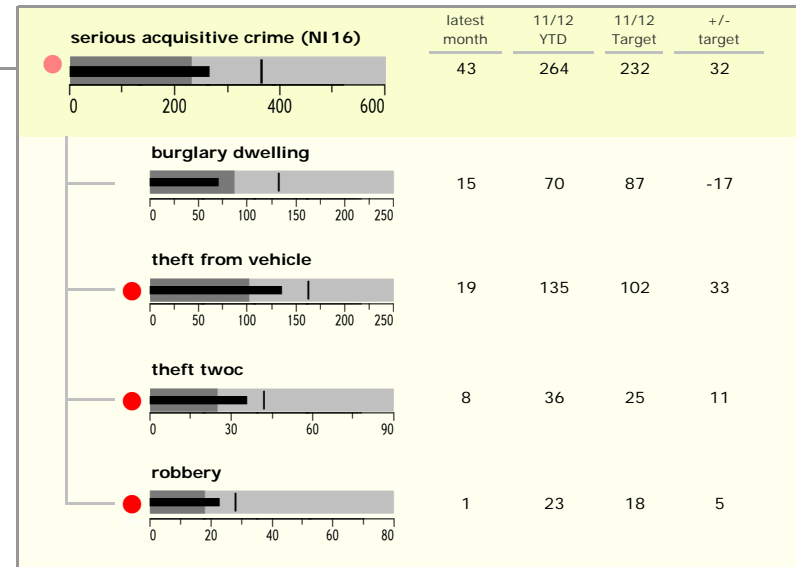 latest month 11/12 YTD 11/12 Target +/- target
serious acquisitive crime (NI16)
43 264 232 32
0 200 400 600
burglary dwelling
15 70 87 -17
0 50 100 150 200 250
theft from vehicle
19 135 102 33
0 50 100 150 200 250
theft twoc
8 36 25 11
0 30 60 90
robbery
1 23 18 5
0 20 40 60 80